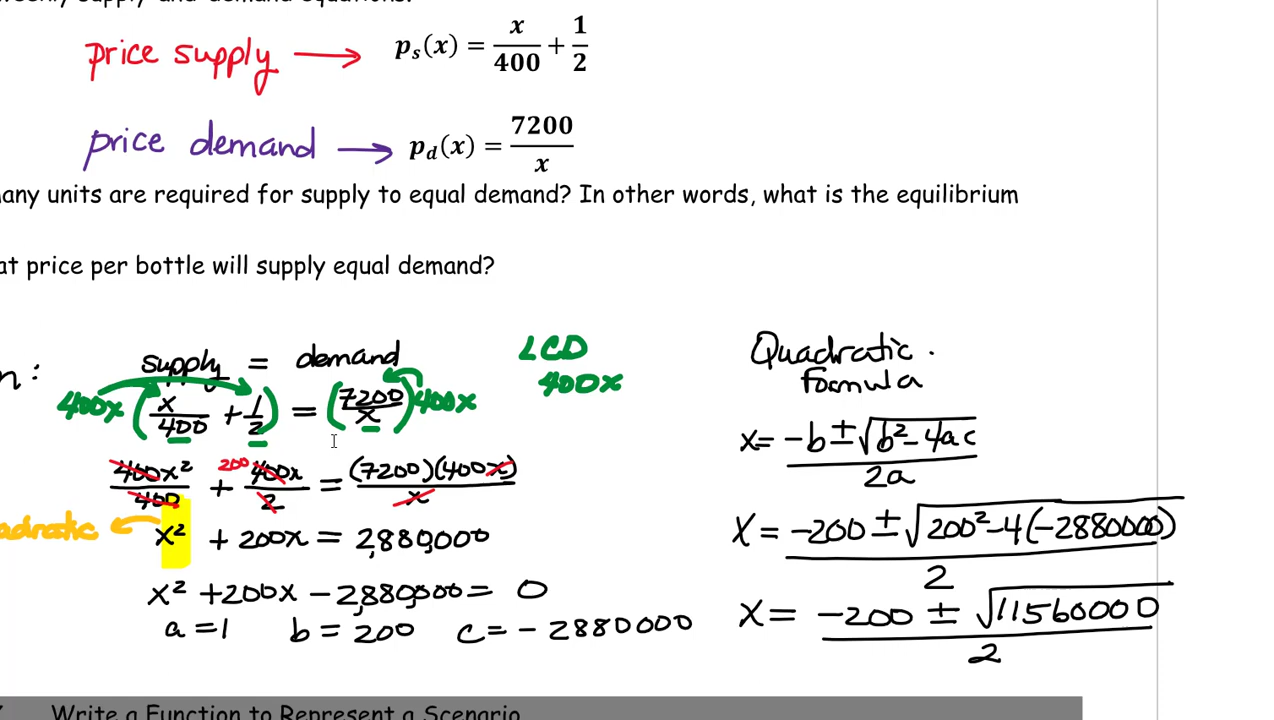 price supply → pₛ(x) = x/400 + 1/2
price demand → p_d(x) = 7200/x
any units are required for supply to equal demand? In other words, what is the equilibrium
at price per bottle will supply equal demand?
n: supply = demand
LCD
400x
400x (x/400 + 1/2) = (7200/x) 400x
400x²/400 + 200 400x/2 = (7200)(400x)/x
adratic ← x² + 200x = 2,880,000
x² + 200x − 2,880,000 = 0
a = 1 b = 200 c = − 2880000
Quadratic
formula
x = −b ± √b² − 4ac / 2a
X = −200 ± √200² − 4(−2880000) / 2
X = −200 ± √11560000 / 2
Write a Function to Represent a Scenario